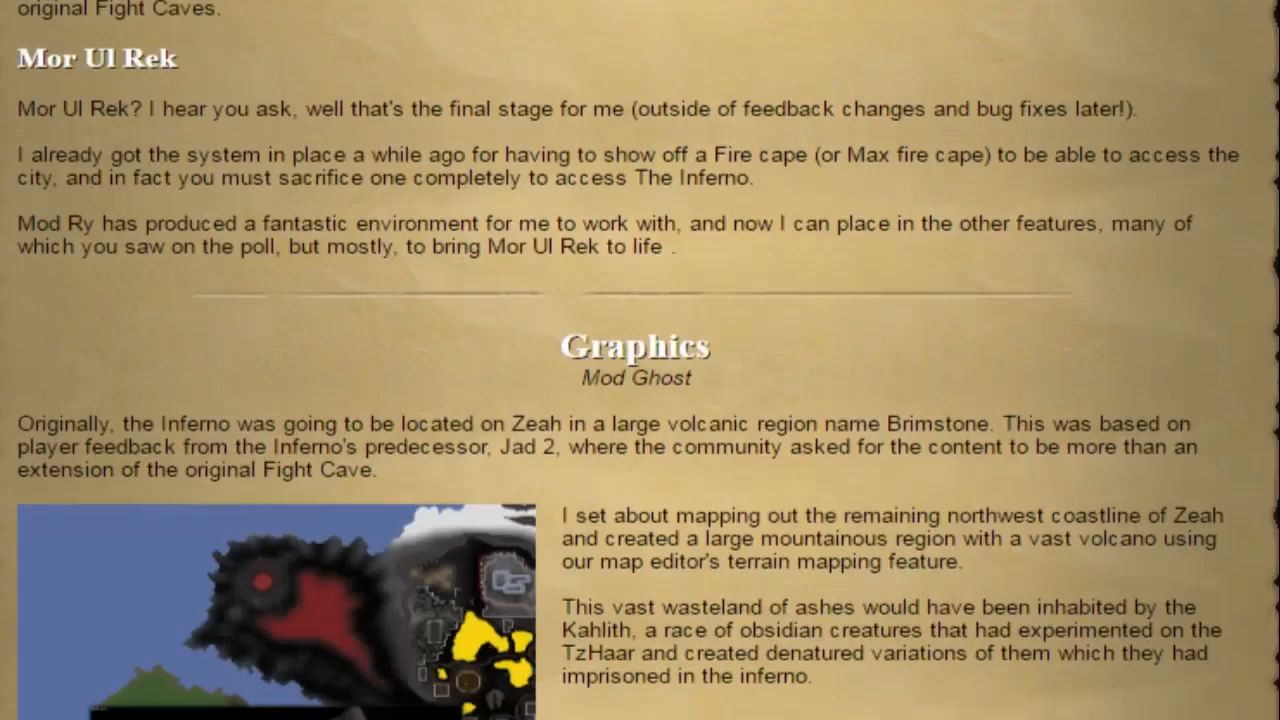 original Fight Caves.
Mor Ul Rek
Mor Ul Rek? I hear you ask, well that's the final stage for me (outside of feedback changes and bug fixes later!).
I already got the system in place a while ago for having to show off a Fire cape (or Max fire cape) to be able to access the
city, and in fact you must sacrifice one completely to access The Inferno.
Mod Ry has produced a fantastic environment for me to work with, and now I can place in the other features, many of
which you saw on the poll, but mostly, to bring Mor Ul Rek to life .
Graphics
Mod Ghost
Originally, the Inferno was going to be located on Zeah in a large volcanic region name Brimstone. This was based on
player feedback from the Inferno's predecessor, Jad 2, where the community asked for the content to be more than an
extension of the original Fight Cave.
I set about mapping out the remaining northwest coastline of Zeah
and created a large mountainous region with a vast volcano using
our map editor's terrain mapping feature.
This vast wasteland of ashes would have been inhabited by the
Kahlith, a race of obsidian creatures that had experimented on the
TzHaar and created denatured variations of them which they had
imprisoned in the inferno.